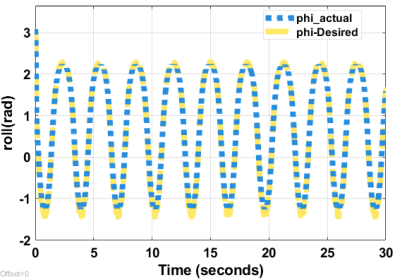 phi_actual
phi-Desired
3
2
1
0
-1
-2
roll(rad)
0 5 10 15 20 25 30
Time (seconds)
Offset=0